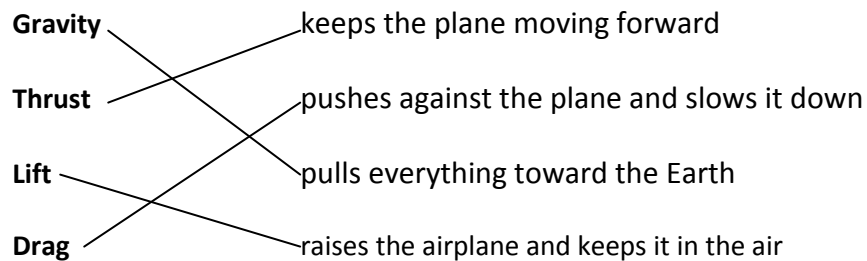 Gravity keeps the plane moving forward
Thrust pushes against the plane and slows it down
Lift pulls everything toward the Earth
Drag raises the airplane and keeps it in the air